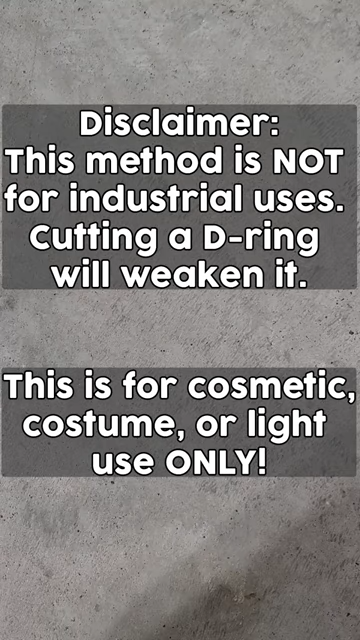 Disclaimer:
This method is NOT
for industrial uses.
Cutting a D-ring
will weaken it.
This is for cosmetic,
costume, or light
use ONLY!